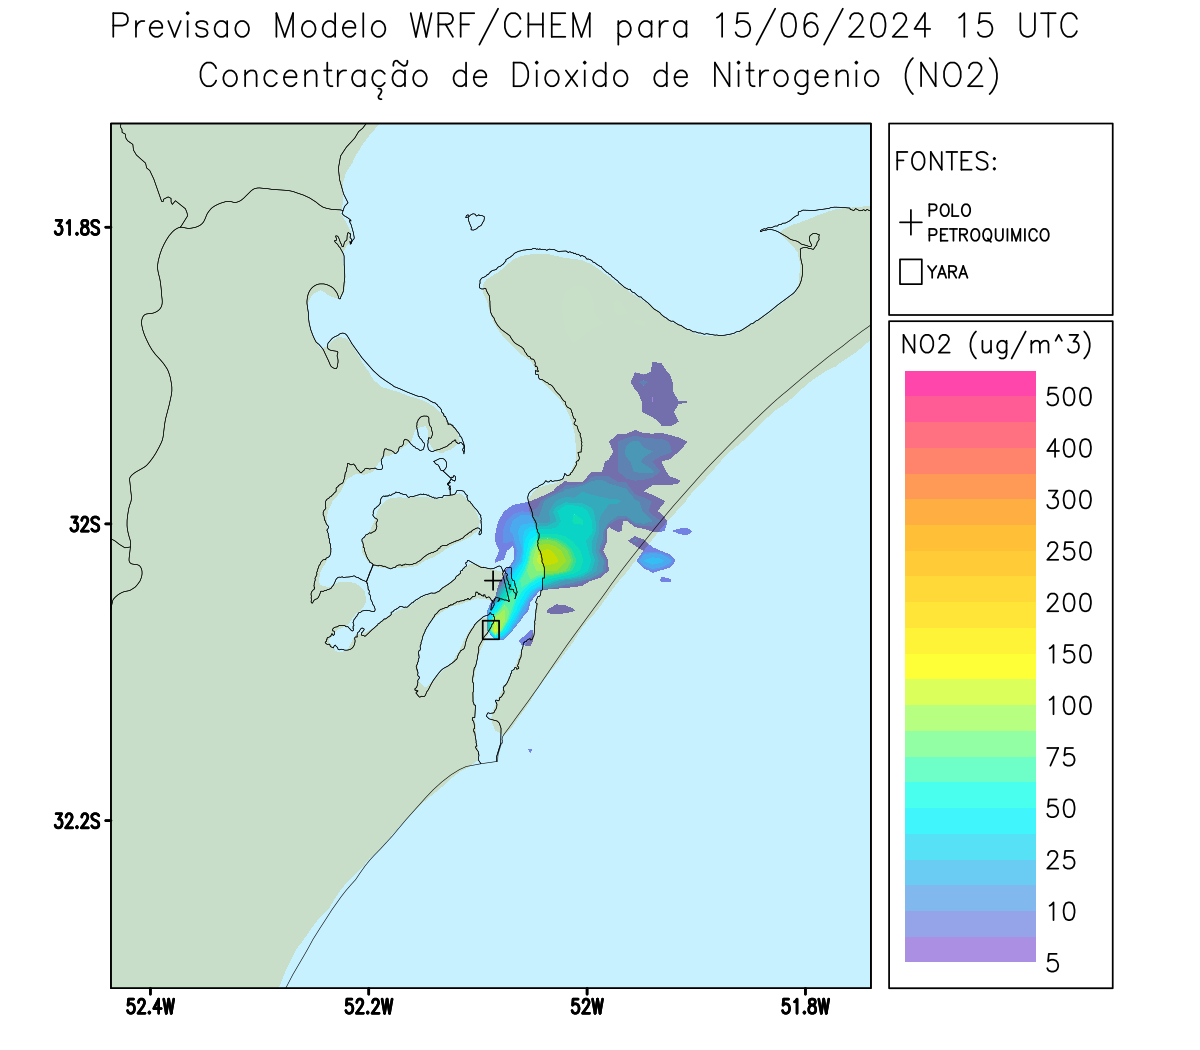 Previsao Modelo WRF/CHEM para 15/06/2024 15 UTC
Concentração de Dioxido de Nitrogenio (NO2)
FONTES:
POLO
PETROQUIMICO
YARA
31.8S
32S
32.2S
52.4W
52.2W
52W
51.8W
NO2 (ug/m^3)
500
400
300
250
200
150
100
75
50
25
10
5